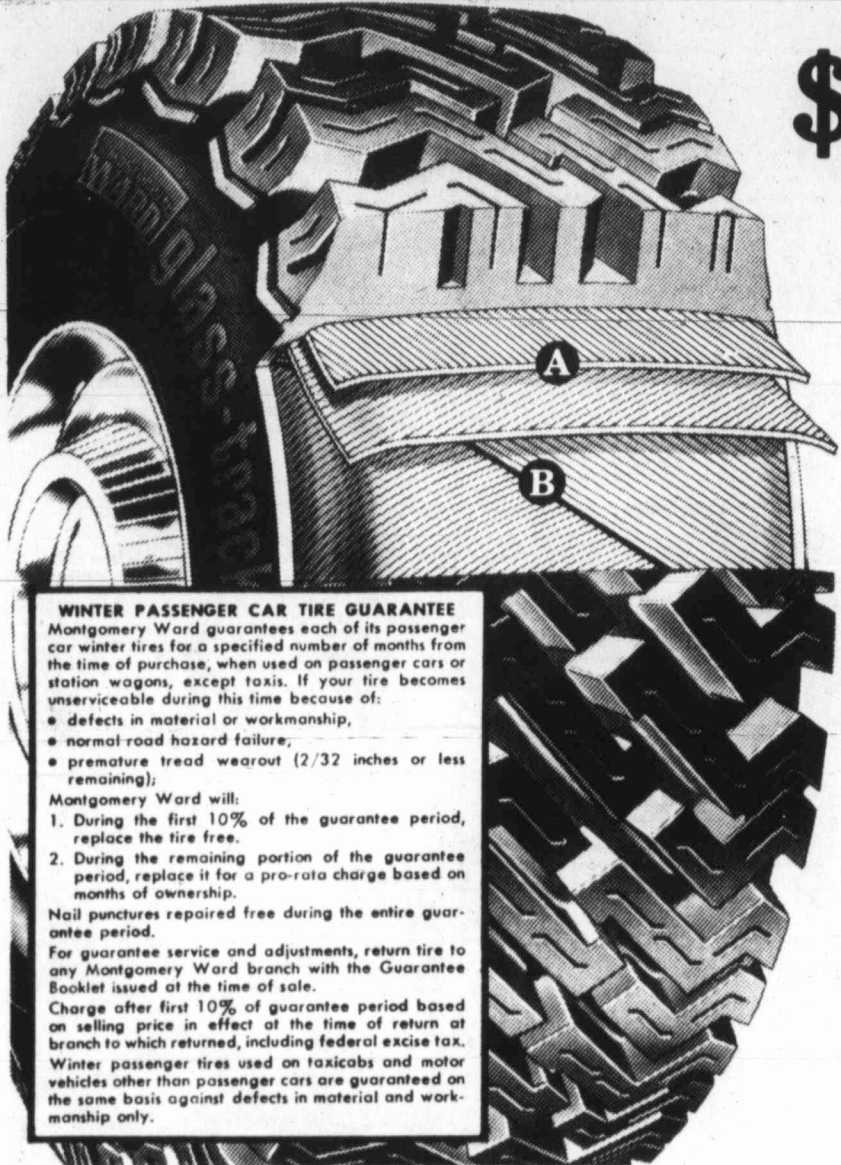 $
WARD
glass-track
A
B
WINTER PASSENGER CAR TIRE GUARANTEE
Montgomery Ward guarantees each of its passenger
car winter tires for a specified number of months from
the time of purchase, when used on passenger cars or
station wagons, except taxis. If your tire becomes
unserviceable during this time because of:
• defects in material or workmanship,
• normal road hazard failure,
• premature tread wearout (2/32 inches or less
remaining);
Montgomery Ward will:
1. During the first 10% of the guarantee period,
replace the tire free.
2. During the remaining portion of the guarantee
period, replace it for a pro-rata charge based on
months of ownership.
Nail punctures repaired free during the entire guar-
antee period.
For guarantee service and adjustments, return tire to
any Montgomery Ward branch with the Guarantee
Booklet issued at the time of sale.
Charge after first 10% of guarantee period based
on selling price in effect at the time of return at
branch to which returned, including federal excise tax.
Winter passenger tires used on taxicabs and motor
vehicles other than passenger cars are guaranteed on
the same basis against defects in material and work-
manship only.